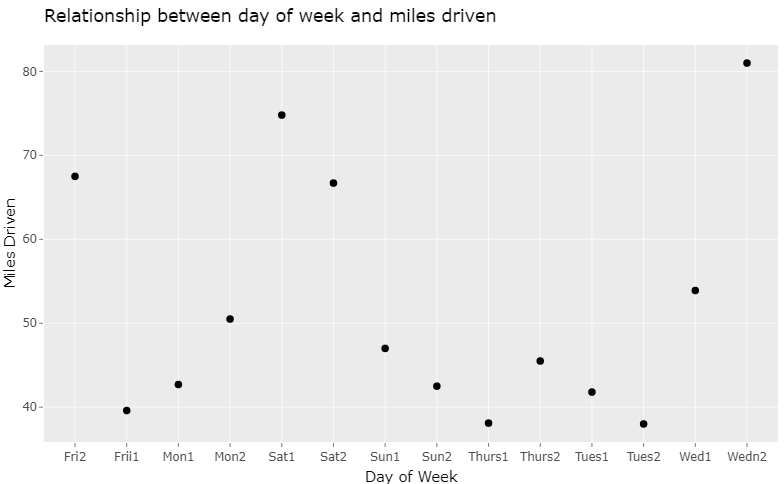 Relationship between day of week and miles driven
80
70
60
50
40
Miles Driven
Fri2 Frii1 Mon1 Mon2 Sat1 Sat2 Sun1 Sun2 Thurs1 Thurs2 Tues1 Tues2 Wed1 Wedn2
Day of Week